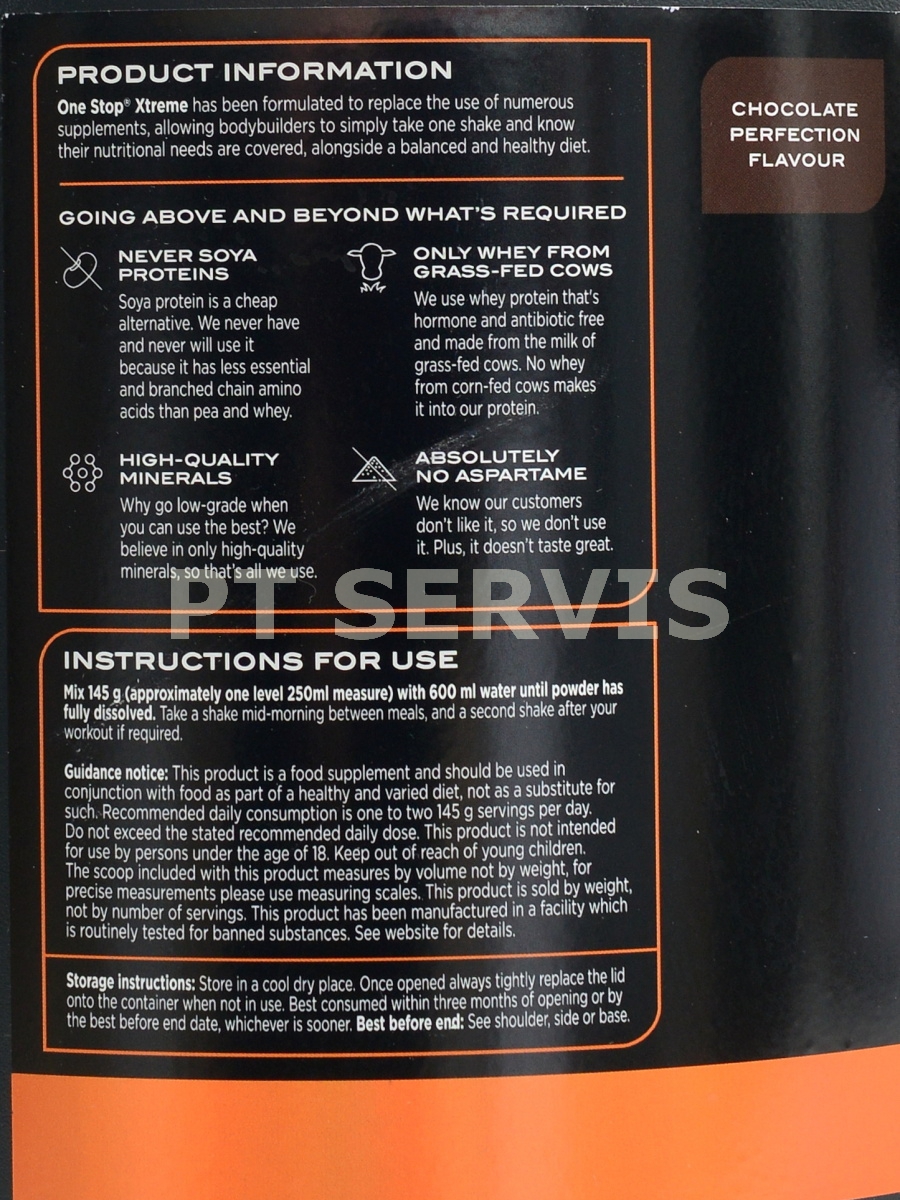 PRODUCT INFORMATION
One Stop® Xtreme has been formulated to replace the use of numerous
supplements, allowing bodybuilders to simply take one shake and know
their nutritional needs are covered, alongside a balanced and healthy diet.
GOING ABOVE AND BEYOND WHAT'S REQUIRED
NEVER SOYA
PROTEINS
Soya protein is a cheap
alternative. We never have
and never will use it
because it has less essential
and branched chain amino
acids than pea and whey.
ONLY WHEY FROM
GRASS-FED COWS
We use whey protein that's
hormone and antibiotic free
and made from the milk of
grass-fed cows. No whey
from corn-fed cows makes
it into our protein.
HIGH-QUALITY
MINERALS
Why go low-grade when
you can use the best? We
believe in only high-quality
minerals, so that's all we use.
ABSOLUTELY
NO ASPARTAME
We know our customers
don't like it, so we don't use
it. Plus, it doesn't taste great.
CHOCOLATE
PERFECTION
FLAVOUR
PT SERVIS
INSTRUCTIONS FOR USE
Mix 145 g (approximately one level 250ml measure) with 600 ml water until powder has
fully dissolved. Take a shake mid-morning between meals, and a second shake after your
workout if required.
Guidance notice: This product is a food supplement and should be used in
conjunction with food as part of a healthy and varied diet, not as a substitute for
such. Recommended daily consumption is one to two 145 g servings per day.
Do not exceed the stated recommended daily dose. This product is not intended
for use by persons under the age of 18. Keep out of reach of young children.
The scoop included with this product measures by volume not by weight, for
precise measurements please use measuring scales. This product is sold by weight,
not by number of servings. This product has been manufactured in a facility which
is routinely tested for banned substances. See website for details.
Storage instructions: Store in a cool dry place. Once opened always tightly replace the lid
onto the container when not in use. Best consumed within three months of opening or by
the best before end date, whichever is sooner. Best before end: See shoulder, side or base.